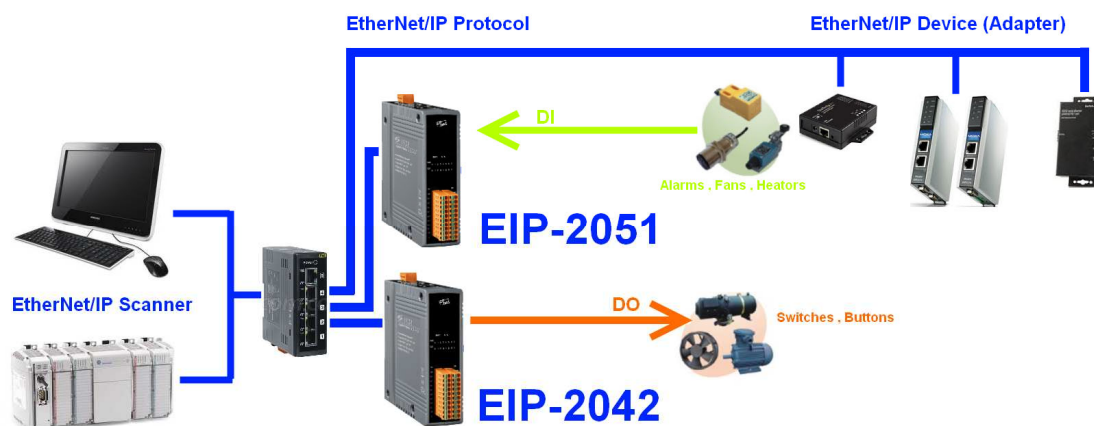 EtherNet/IP Protocol
EtherNet/IP Device (Adapter)
DI
Alarms , Fans , Heators
EIP-2051
EtherNet/IP Scanner
DO
Switches , Buttons
EIP-2042